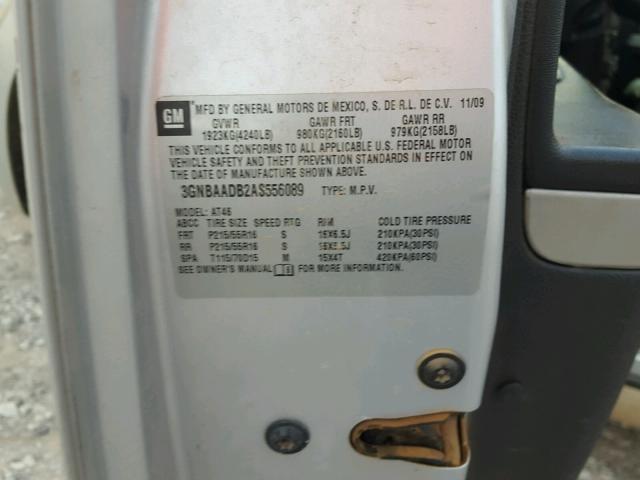 GM
MFD BY GENERAL MOTORS DE MEXICO, S. DE R.L. DE C.V. 11/09
GVWR GAWR FRT GAWR RR
1923KG(4240LB) 980KG(2160LB) 979KG(2158LB)
THIS VEHICLE CONFORMS TO ALL APPLICABLE U.S. FEDERAL MOTOR
VEHICLE SAFETY AND THEFT PREVENTION STANDARDS IN EFFECT ON
THE DATE OF MANUFACTURE SHOWN ABOVE.
3GNBAADB2AS556089 TYPE: M.P.V.
MODEL: AT46
ABCC TIRE SIZE SPEED RTG RIM COLD TIRE PRESSURE
FRT P215/55R16 S 16X6.5J 210KPA(30PSI)
RR P215/55R16 S 16X6.5J 210KPA(30PSI)
SPA T115/70D15 M 15X4T 420KPA(60PSI)
SEE OWNER'S MANUAL FOR MORE INFORMATION.